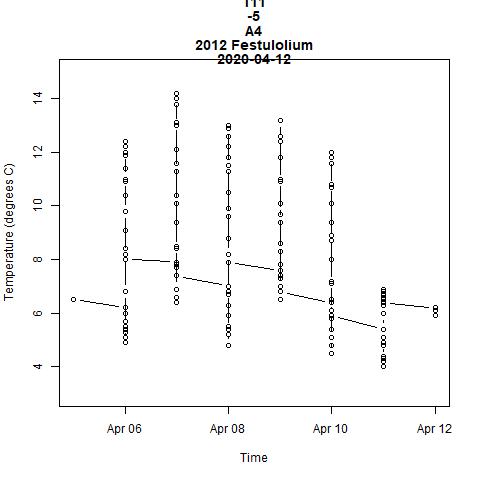 -5
A4
2012 Festulolium
2020-04-12
Temperature (degrees C)
14
12
10
8
6
4
Apr 06
Apr 08
Apr 10
Apr 12
Time